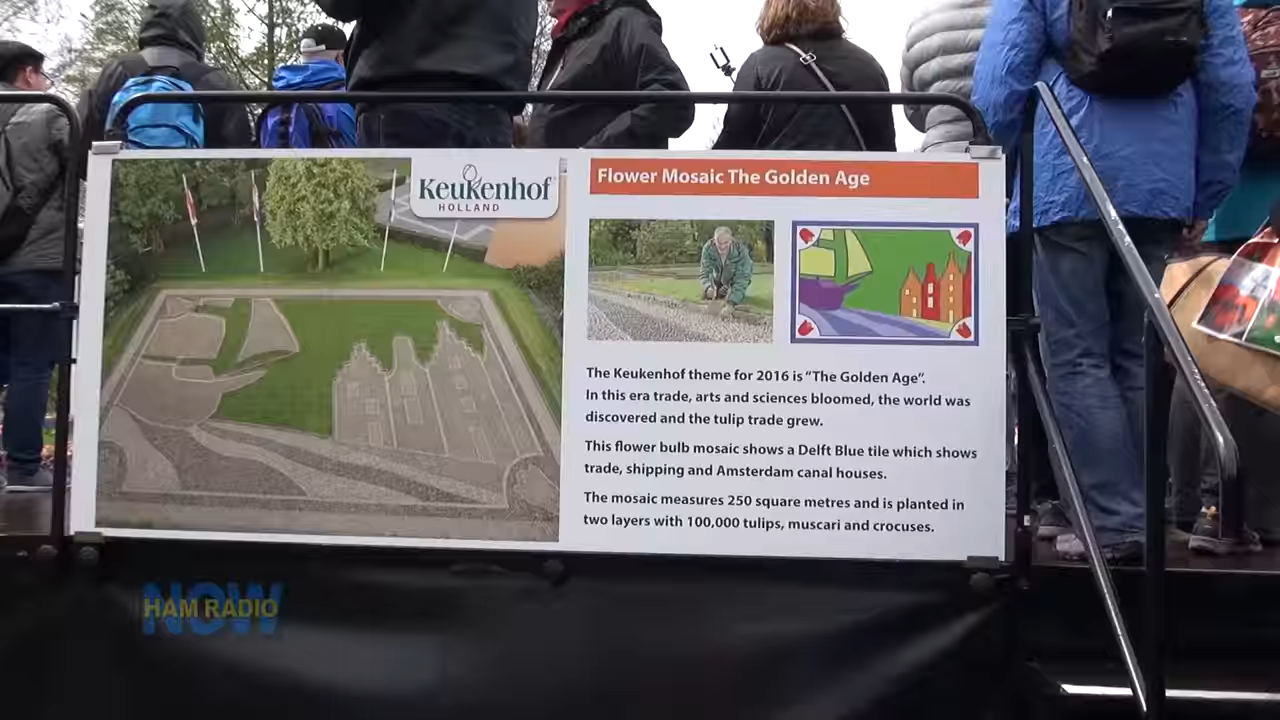 Keukenhof
HOLLAND
Flower Mosaic The Golden Age
The Keukenhof theme for 2016 is “The Golden Age”.
In this era trade, arts and sciences bloomed, the world was
discovered and the tulip trade grew.
This flower bulb mosaic shows a Delft Blue tile which shows
trade, shipping and Amsterdam canal houses.
The mosaic measures 250 square metres and is planted in
two layers with 100,000 tulips, muscari and crocuses.
HAM RADIO
NOW